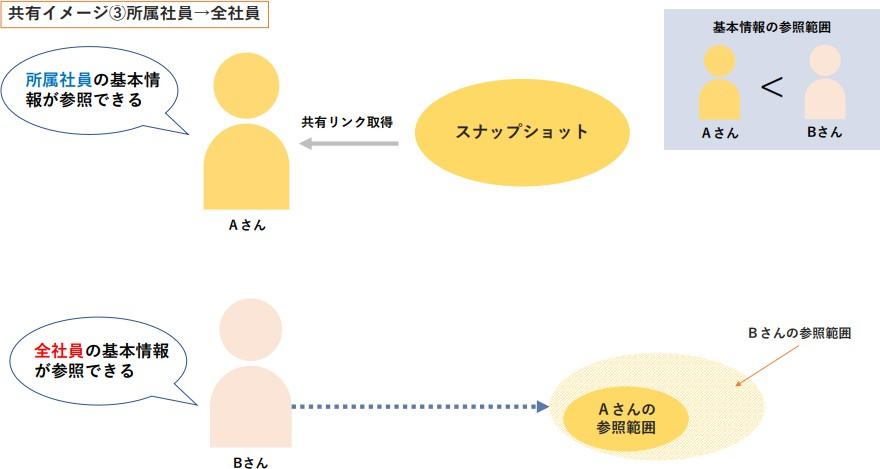 共有イメージ③所属社員→全社員
基本情報の参照範囲
<
Aさん
Bさん
所属社員の基本情
報が参照できる
共有リンク取得
スナップショット
Aさん
全社員の基本情報
が参照できる
Bさんの参照範囲
Aさんの
参照範囲
Bさん